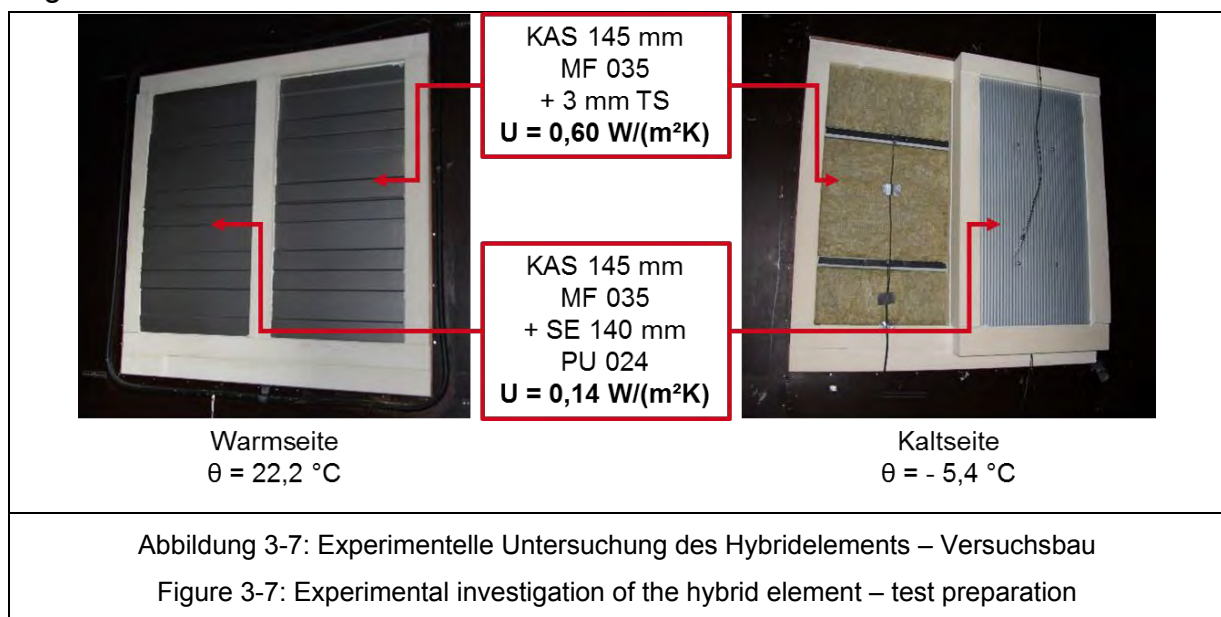 KAS 145 mm
MF 035
+ 3 mm TS
U = 0,60 W/(m²K)
KAS 145 mm
MF 035
+ SE 140 mm
PU 024
U = 0,14 W/(m²K)
Warmseite
θ = 22,2 °C
Kaltseite
θ = - 5,4 °C
Abbildung 3-7: Experimentelle Untersuchung des Hybridelements – Versuchsbau
Figure 3-7: Experimental investigation of the hybrid element – test preparation